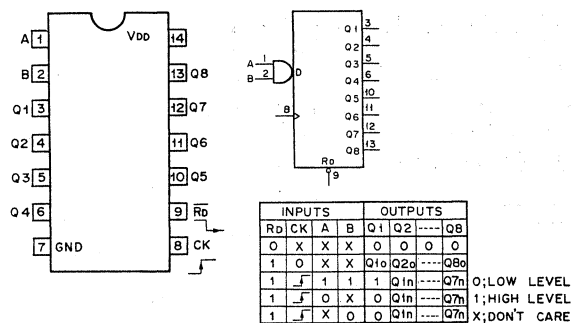 A 1 VDD 14
B 2 13 Q8
Q1 3 12 Q7
Q2 4 11 Q6
Q3 5 10 Q5
Q4 6 9 R̅D̅
7 GND 8 CK
A 1
B 2
D
8
RD
9
Q1 3
Q2 4
Q3 5
Q4 6
Q5 10
Q6 11
Q7 12
Q8 13
INPUTS OUTPUTS
RD CK A B Q1 Q2 ---- Q8
0 X X X 0 0 0 0
1 0 X X Q1o Q2o ---- Q8o
1 1 1 1 Q1n ---- Q7n
1 0 X 0 Q1n ---- Q7n
1 X 0 0 Q1n ---- Q7n
0;LOW LEVEL
1;HIGH LEVEL
X;DON'T CARE